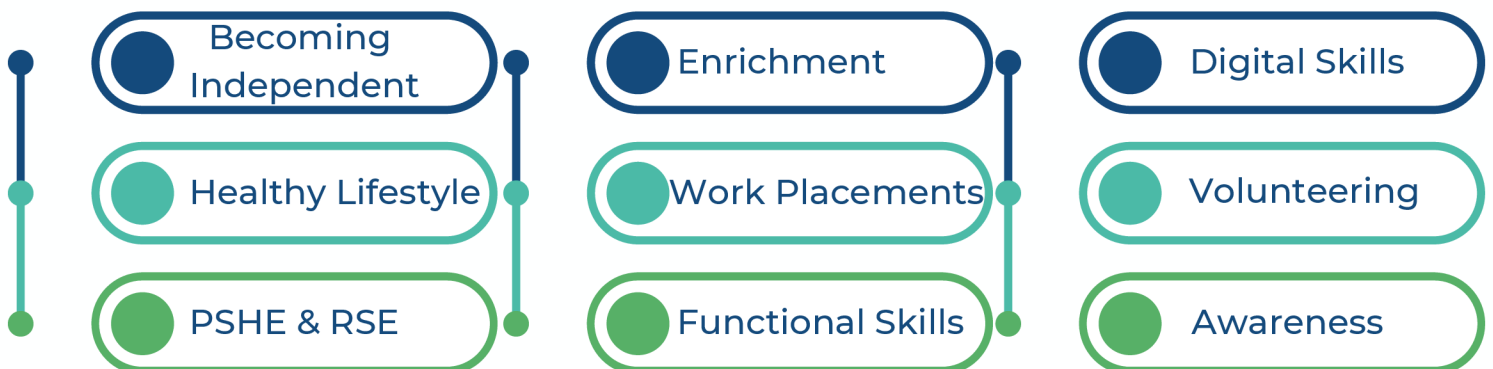 Becoming
Independent
Enrichment
Digital Skills
Healthy Lifestyle
Work Placements
Volunteering
PSHE & RSE
Functional Skills
Awareness